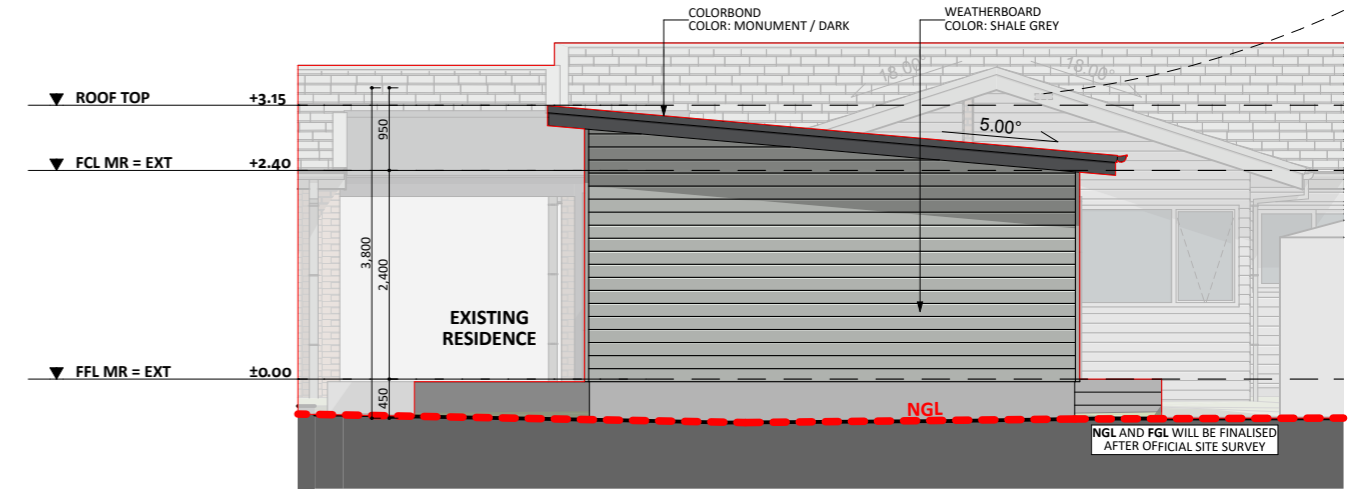 COLORBOND
COLOR: MONUMENT / DARK
WEATHERBOARD
COLOR: SHALE GREY
18.00°
18.00°
ROOF TOP +3.15
950
5.00°
FCL MR = EXT +2.40
3,800
2,400
EXISTING
RESIDENCE
FFL MR = EXT ±0.00
450
NGL
NGL AND FGL WILL BE FINALISED
AFTER OFFICIAL SITE SURVEY